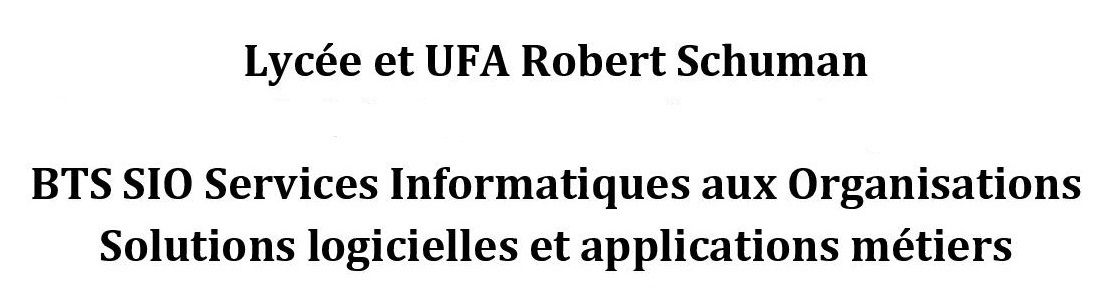 Lycée et UFA Robert Schuman
BTS SIO Services Informatiques aux Organisations
Solutions logicielles et applications métiers